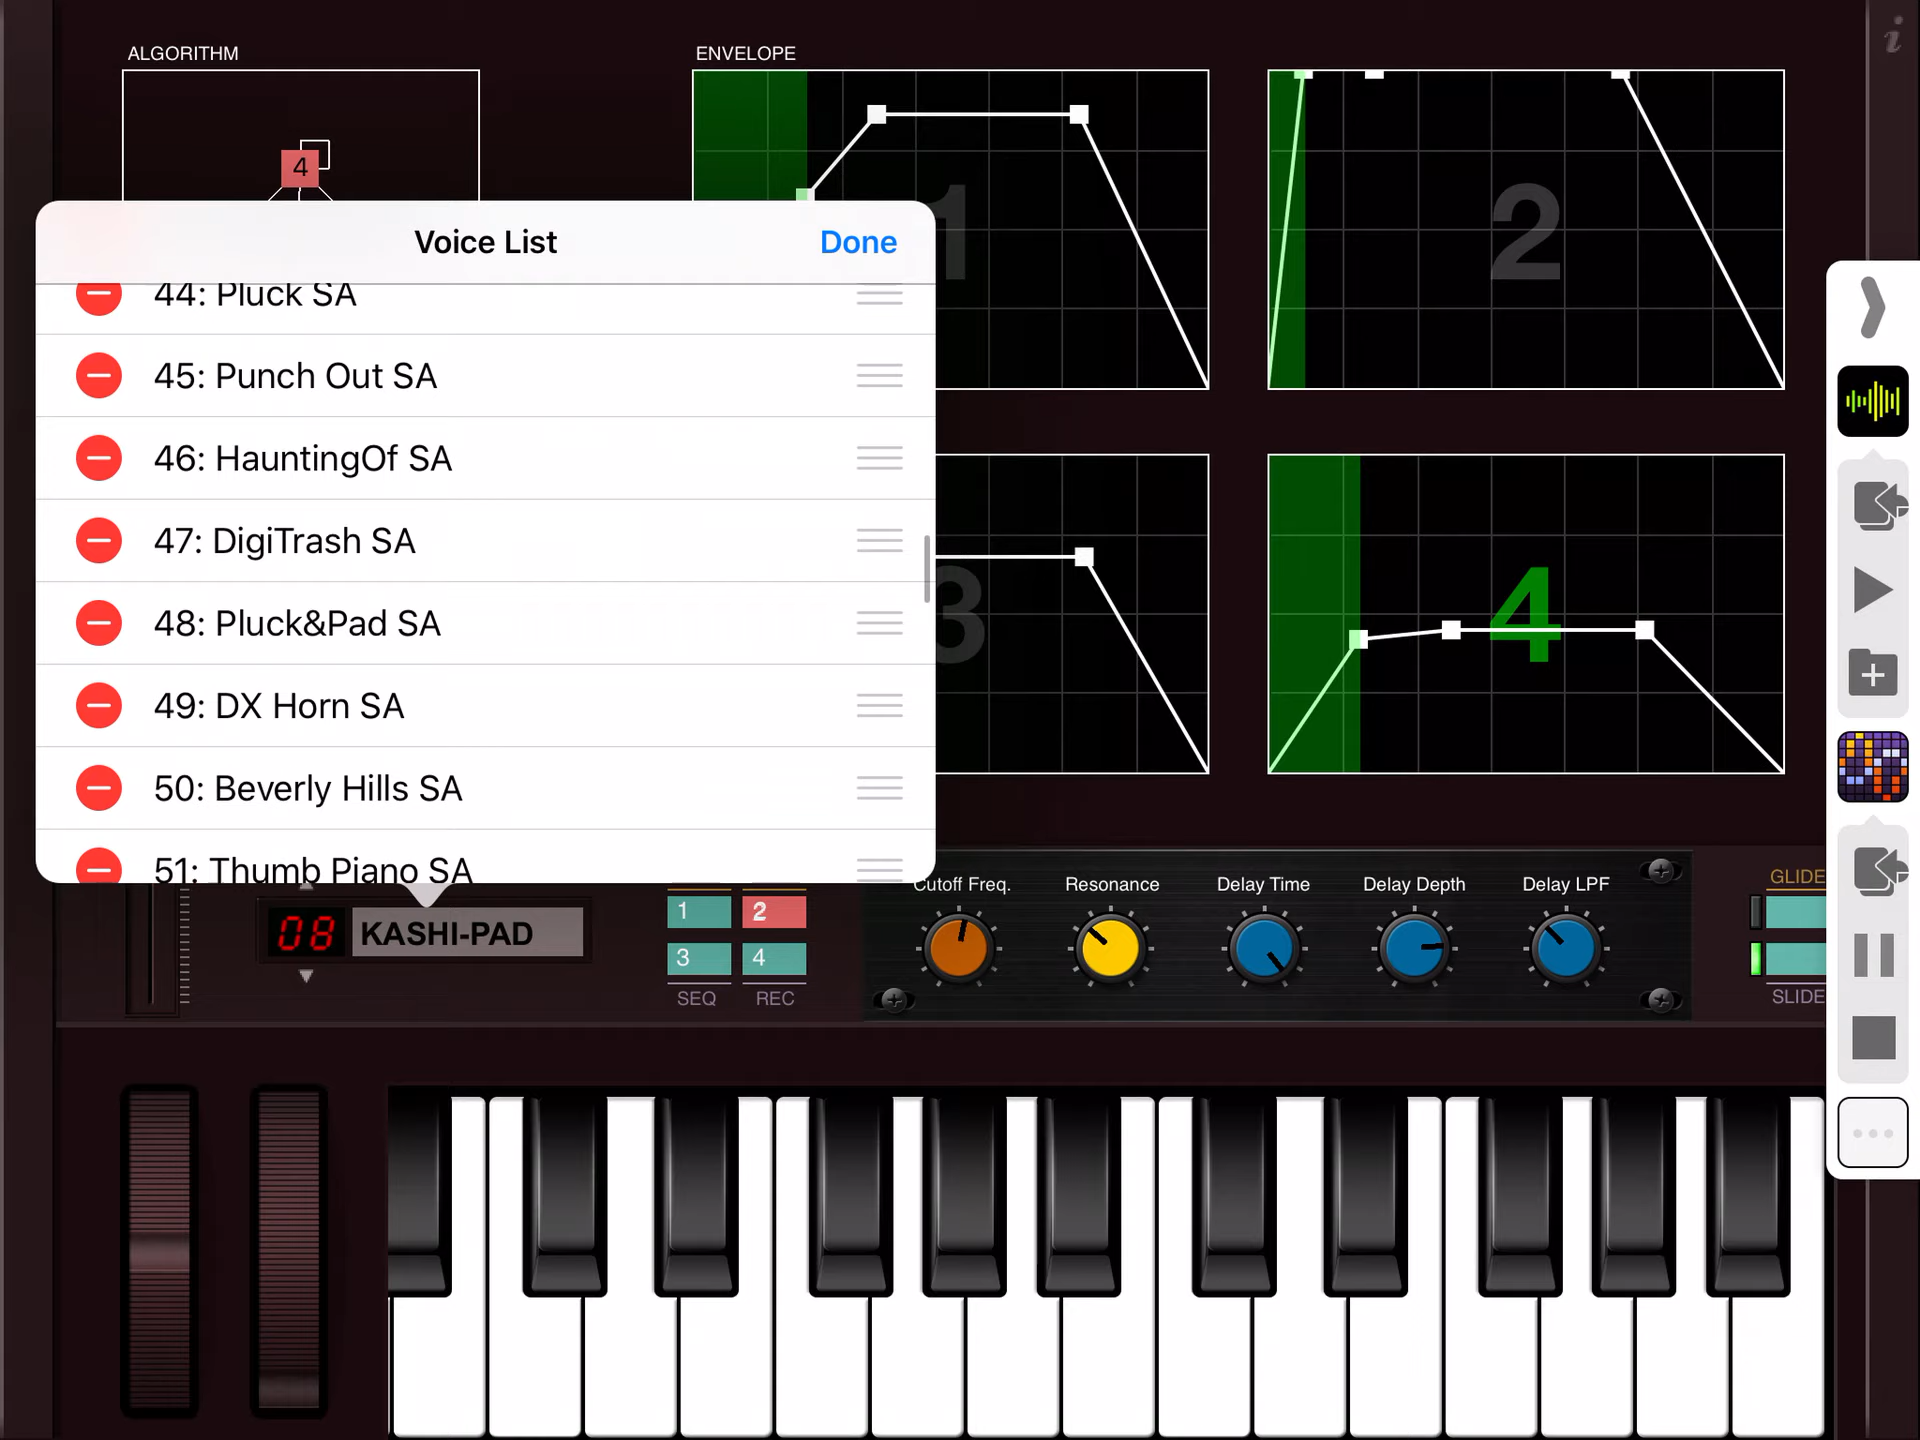 ALGORITHM
ENVELOPE
4
1
2
Voice List
Done
44: Pluck SA
45: Punch Out SA
46: HauntingOf SA
47: DigiTrash SA
48: Pluck&Pad SA
49: DX Horn SA
50: Beverly Hills SA
51: Thumb Piano SA
3
4
Cutoff Freq.
Resonance
Delay Time
Delay Depth
Delay LPF
GLIDE
08
KASHI-PAD
1
2
3
4
SEQ
REC
SLIDE
i